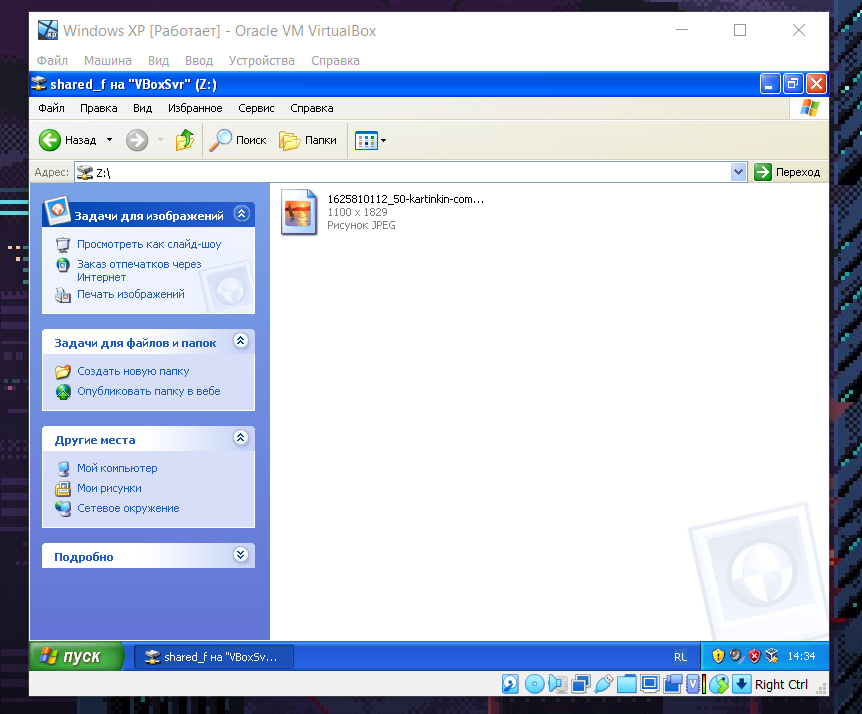 Windows XP [Работает] - Oracle VM VirtualBox
Файл Машина Вид Ввод Устройства Справка
shared_f на "VBoxSvr" (Z:)
Файл Правка Вид Избранное Сервис Справка
Назад Поиск Папки
Адрес: Z:\ Переход
Задачи для изображений
Просмотреть как слайд-шоу
Заказ отпечатков через
Интернет
Печать изображений
Задачи для файлов и папок
Создать новую папку
Опубликовать папку в вебе
Другие места
Мой компьютер
Мои рисунки
Сетевое окружение
Подробно
1625810112_50-kartinkin-com...
1100 x 1829
Рисунок JPEG
пуск shared_f на "VBoxSv... RL 14:34
Right Ctrl